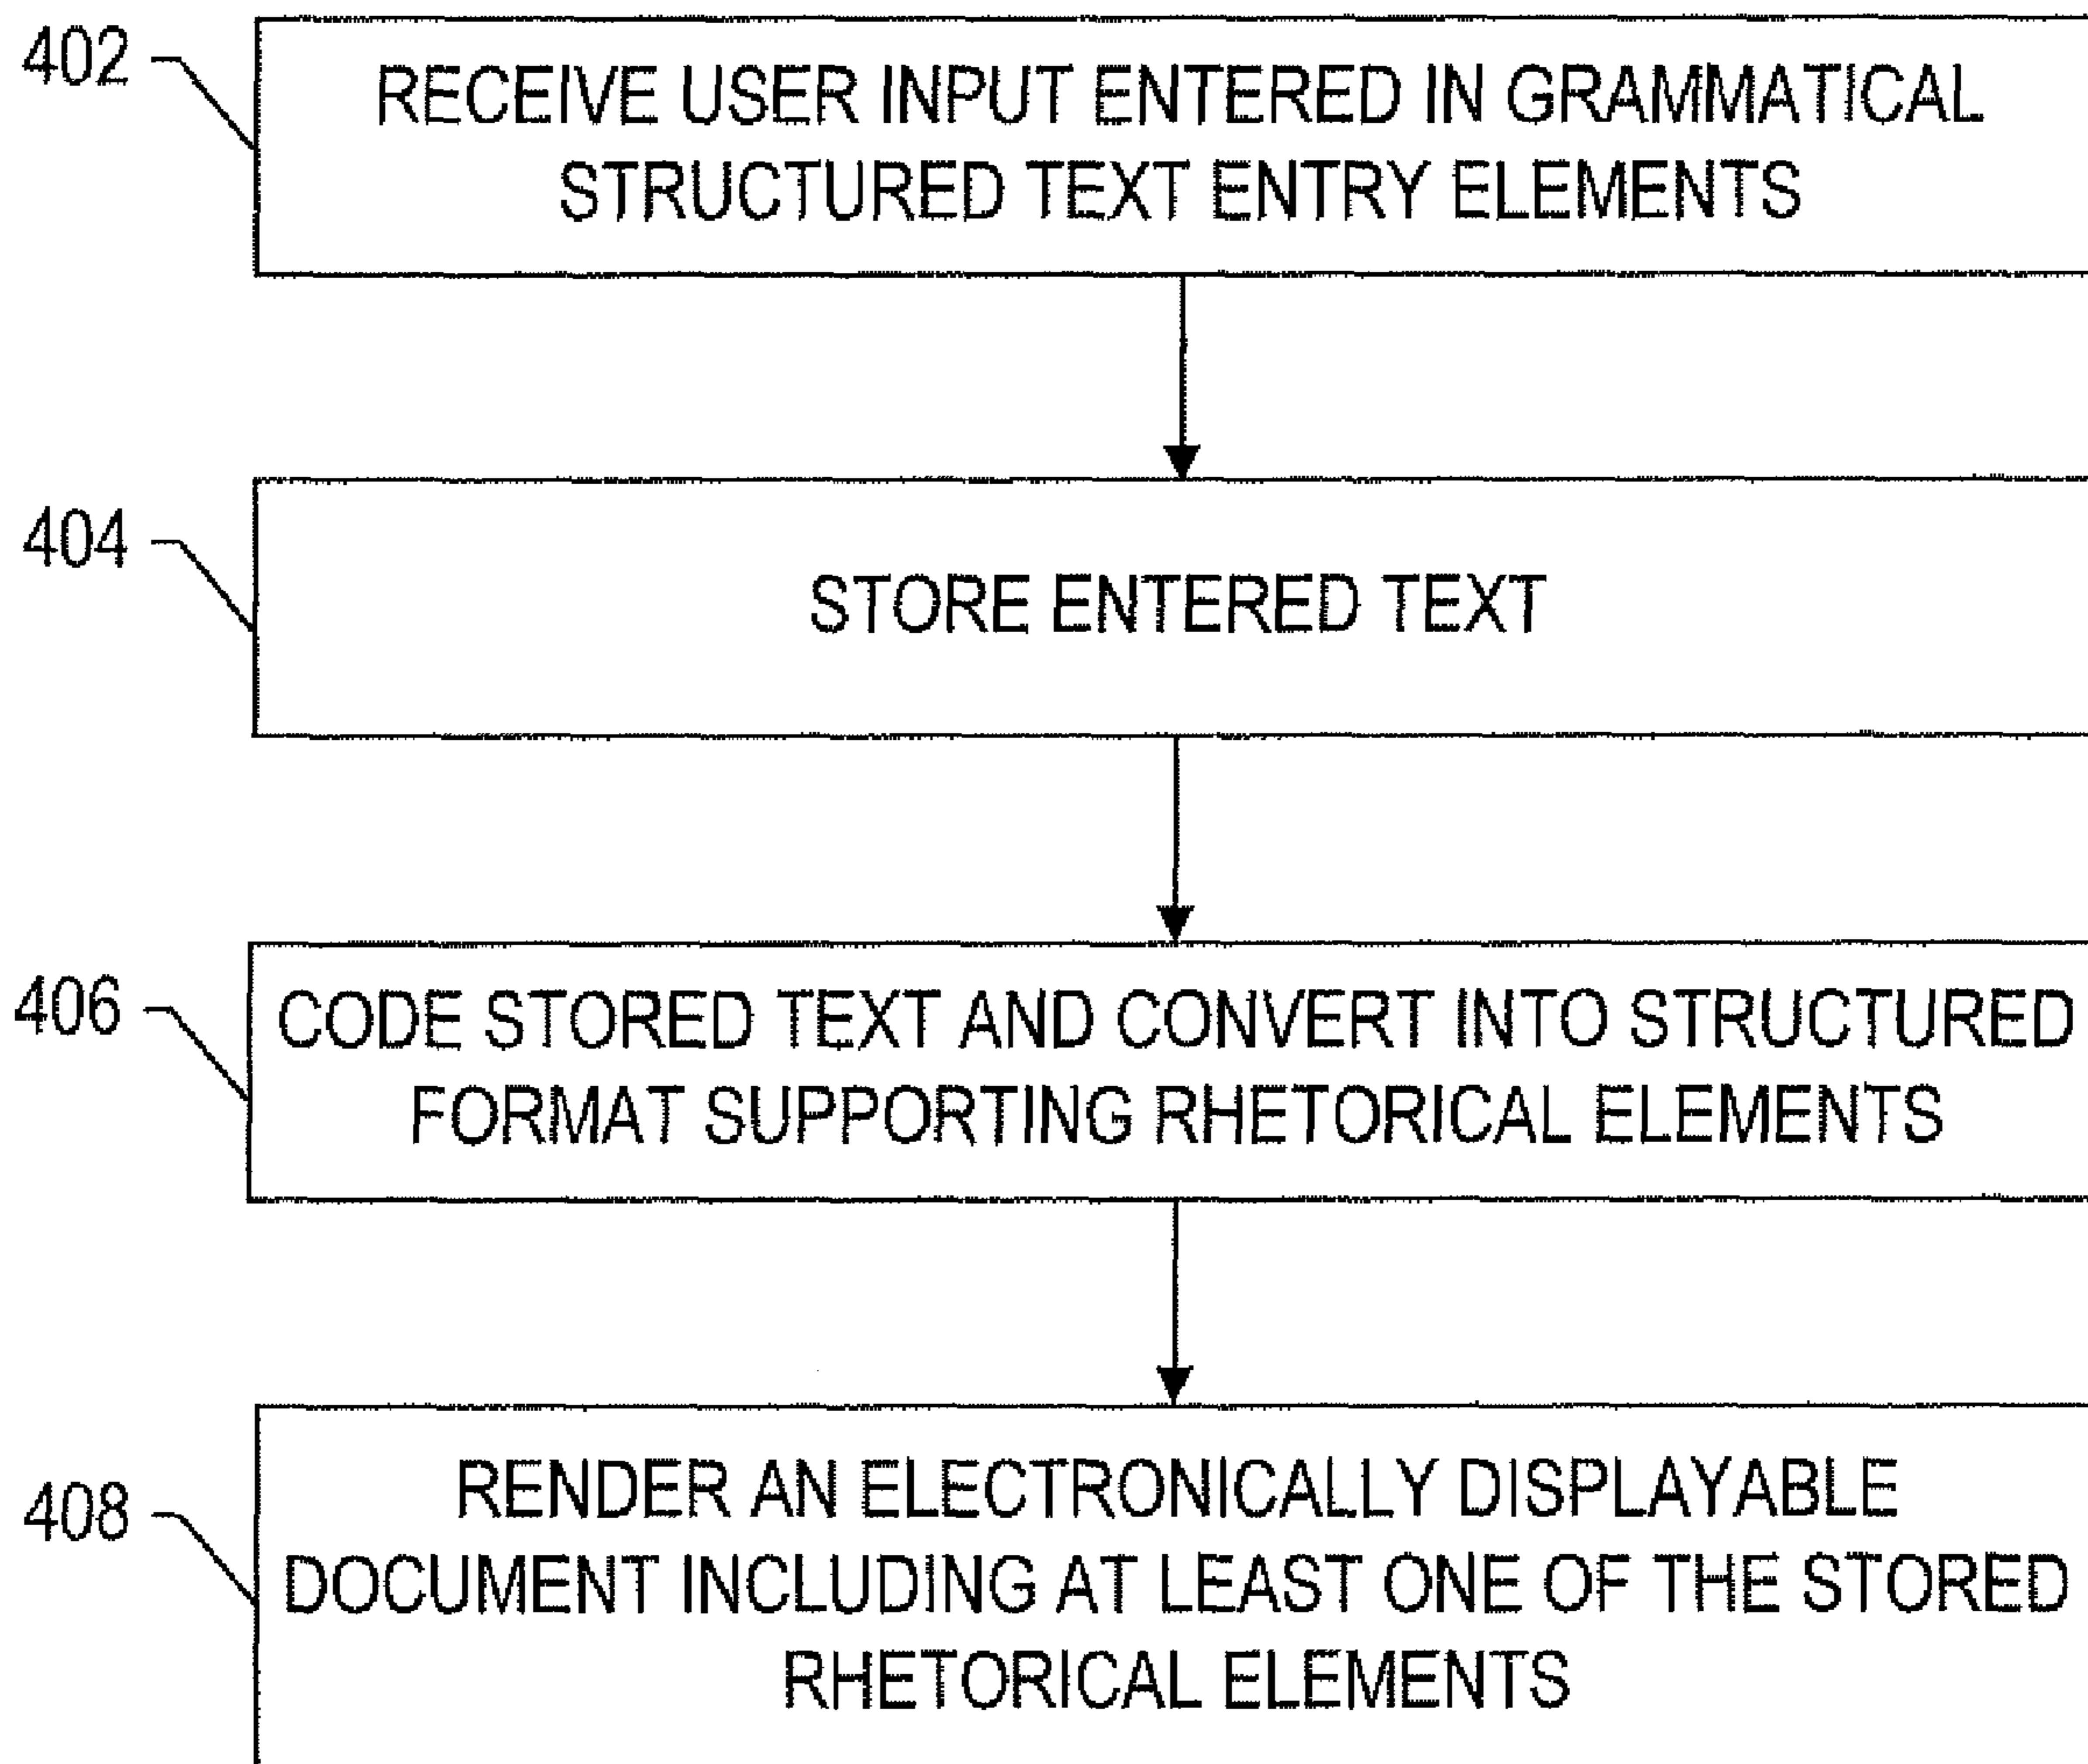 402
RECEIVE USER INPUT ENTERED IN GRAMMATICAL
STRUCTURED TEXT ENTRY ELEMENTS
404
STORE ENTERED TEXT
406
CODE STORED TEXT AND CONVERT INTO STRUCTURED
FORMAT SUPPORTING RHETORICAL ELEMENTS
408
RENDER AN ELECTRONICALLY DISPLAYABLE
DOCUMENT INCLUDING AT LEAST ONE OF THE STORED
RHETORICAL ELEMENTS